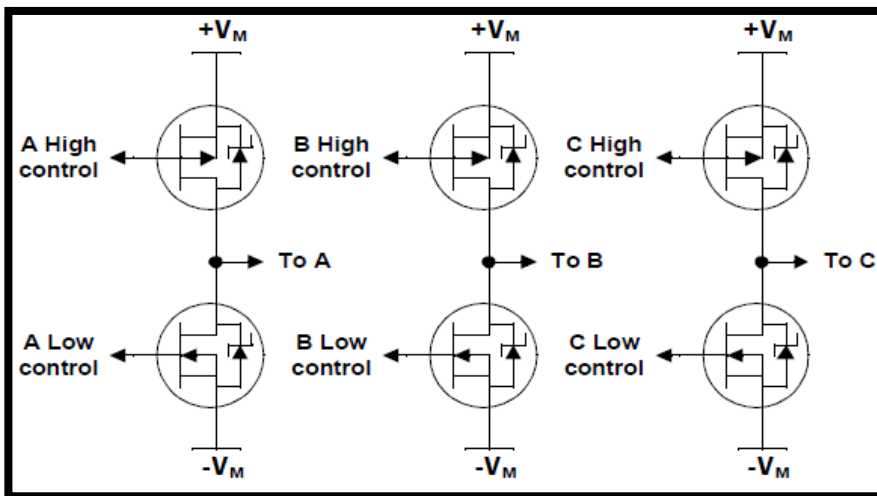 +VM +VM +VM
A High control
B High control
C High control
To A
To B
To C
A Low control
B Low control
C Low control
-VM -VM -VM